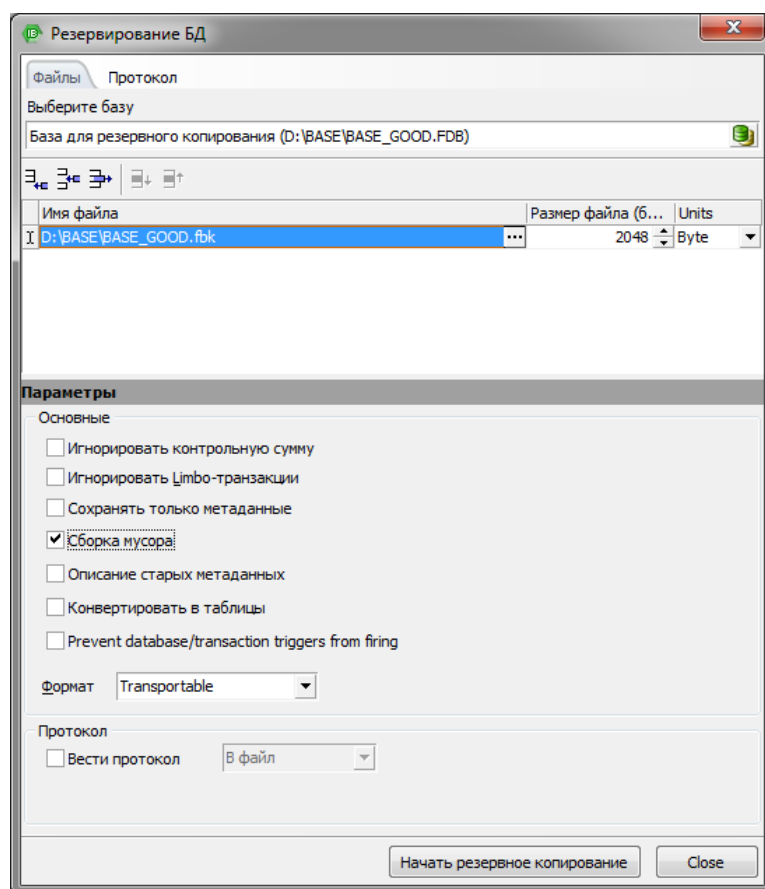 Резервирование БД
Файлы Протокол
Выберите базу
База для резервного копирования (D:\BASE\BASE_GOOD.FDB)
Имя файла Размер файла (б... Units
D:\BASE\BASE_GOOD.fbk ... 2048 Byte
Параметры
Основные
Игнорировать контрольную сумму
Игнорировать Limbo-транзакции
Сохранять только метаданные
Сборка мусора
Описание старых метаданных
Конвертировать в таблицы
Prevent database/transaction triggers from firing
Формат Transportable
Протокол
Вести протокол В файл
Начать резервное копирование Close